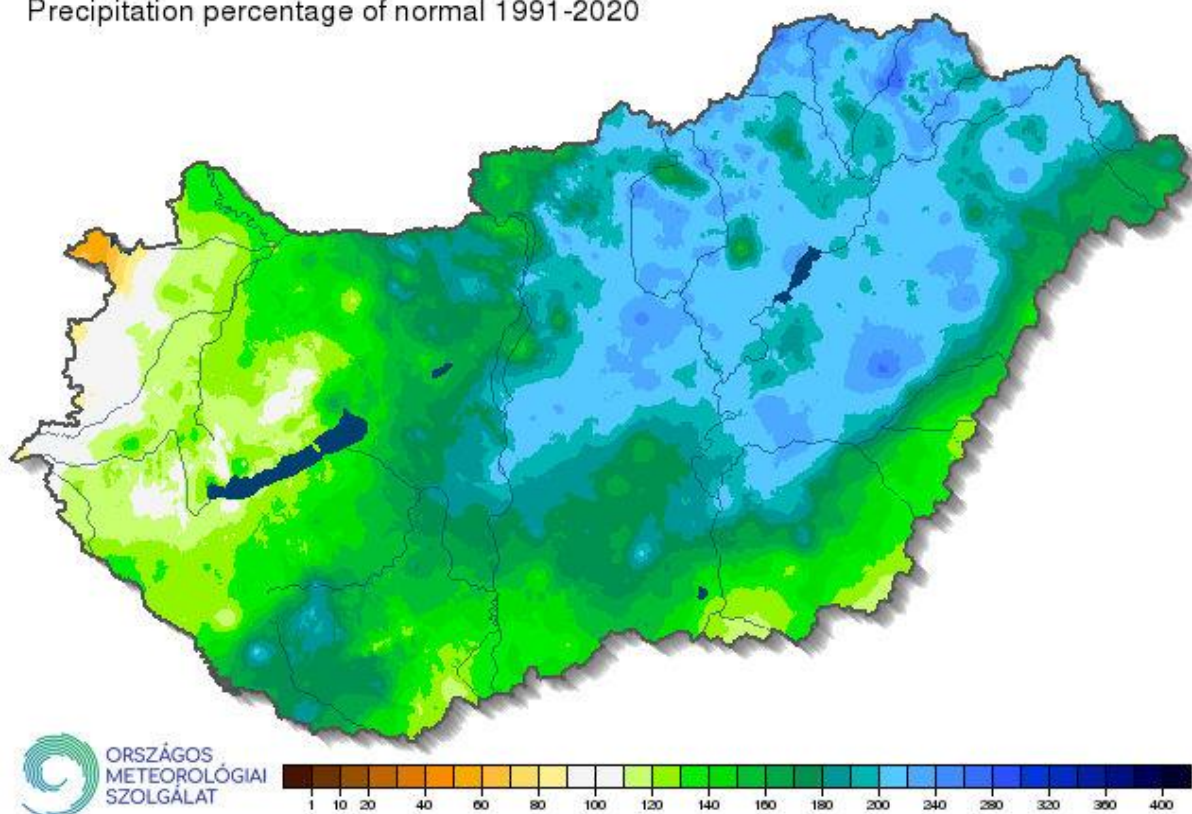 Precipitation percentage of normal 1991-2020
ORSZÁGOS
METEOROLÓGIAI
SZOLGÁLAT
1 10 20 40 60 80 100 120 140 160 180 200 240 280 320 360 400